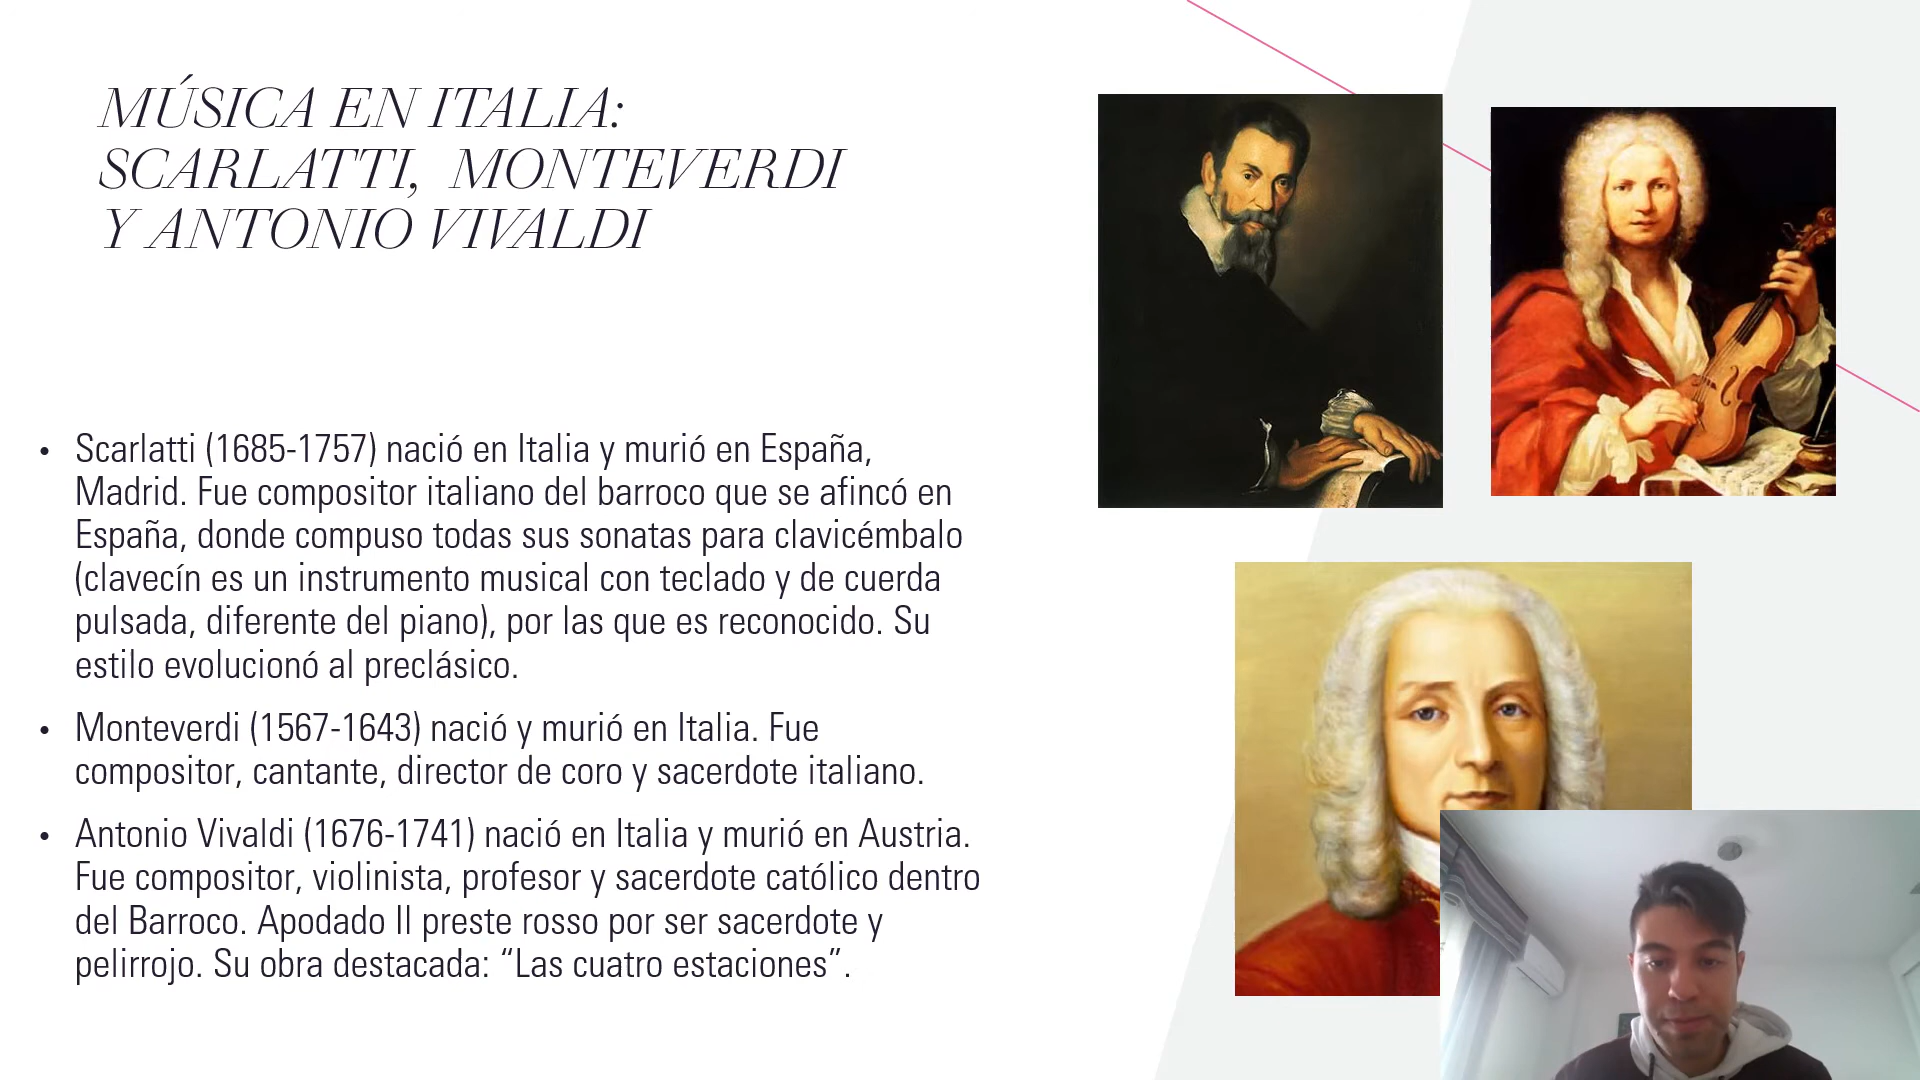 MÚSICA EN ITALIA:
SCARLATTI, MONTEVERDI
Y ANTONIO VIVALDI
• Scarlatti (1685-1757) nació en Italia y murió en España,
Madrid. Fue compositor italiano del barroco que se afincó en
España, donde compuso todas sus sonatas para clavicémbalo
(clavecín es un instrumento musical con teclado y de cuerda
pulsada, diferente del piano), por las que es reconocido. Su
estilo evolucionó al preclásico.
• Monteverdi (1567-1643) nació y murió en Italia. Fue
compositor, cantante, director de coro y sacerdote italiano.
• Antonio Vivaldi (1676-1741) nació en Italia y murió en Austria.
Fue compositor, violinista, profesor y sacerdote católico dentro
del Barroco. Apodado Il preste rosso por ser sacerdote y
pelirrojo. Su obra destacada: “Las cuatro estaciones”.